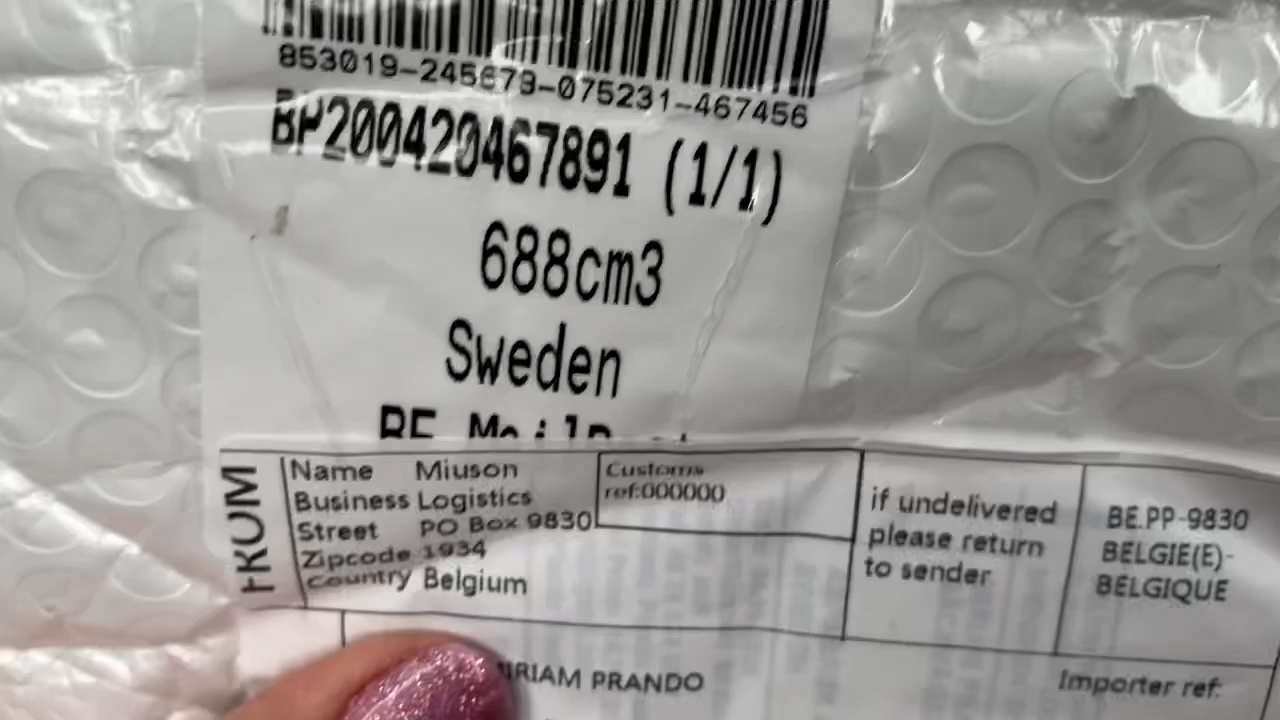 853019-245679-075231-467456
BP200420467891 (1/1)
688cm3
Sweden
BE
FROM
Name Miuson
Business Logistics
Street PO Box 9830
Zipcode 1934
Country Belgium
Customs
ref:000000
if undelivered
please return
to sender
BE.PP-9830
BELGIE(E)-
BELGIQUE
PRANDO
Importer ref: